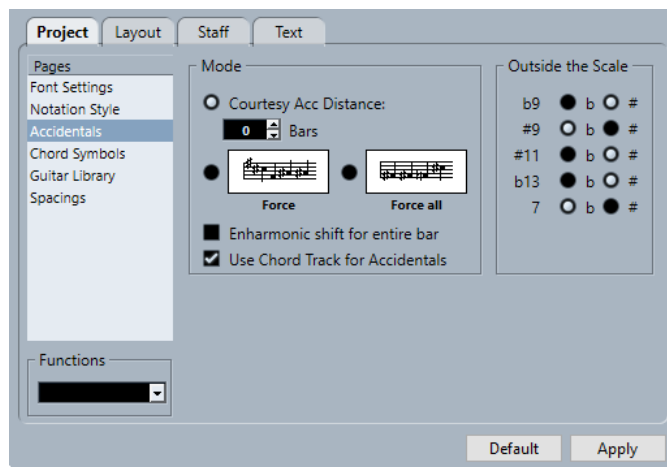 Project Layout Staff Text
Pages
Font Settings
Notation Style
Accidentals
Chord Symbols
Guitar Library
Spacings
Functions
Mode
Courtesy Acc Distance:
0 Bars
Force Force all
Enharmonic shift for entire bar
Use Chord Track for Accidentals
Outside the Scale
b9 b #
#9 b #
#11 b #
b13 b #
7 b #
Default Apply